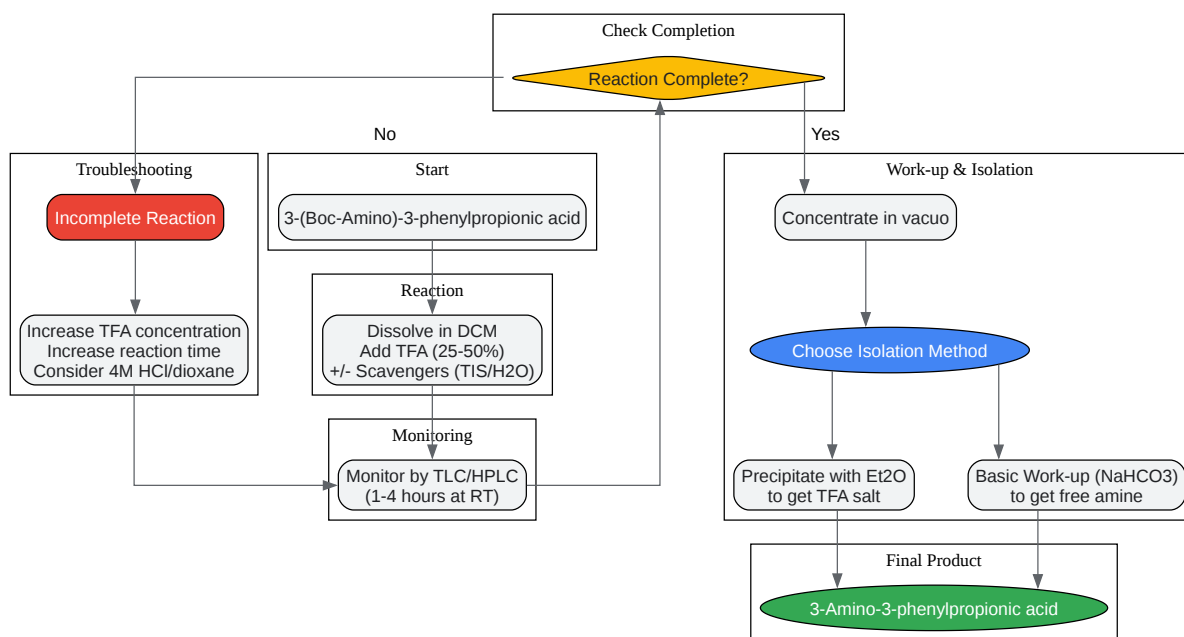 Check Completion
Reaction Complete?
No
Yes
Troubleshooting
Incomplete Reaction
Increase TFA concentration
Increase reaction time
Consider 4M HCl/dioxane
Start
3-(Boc-Amino)-3-phenylpropionic acid
Reaction
Dissolve in DCM
Add TFA (25-50%)
+/- Scavengers (TIS/H2O)
Monitoring
Monitor by TLC/HPLC
(1-4 hours at RT)
Work-up & Isolation
Concentrate in vacuo
Choose Isolation Method
Precipitate with Et2O
to get TFA salt
Basic Work-up (NaHCO3)
to get free amine
Final Product
3-Amino-3-phenylpropionic acid